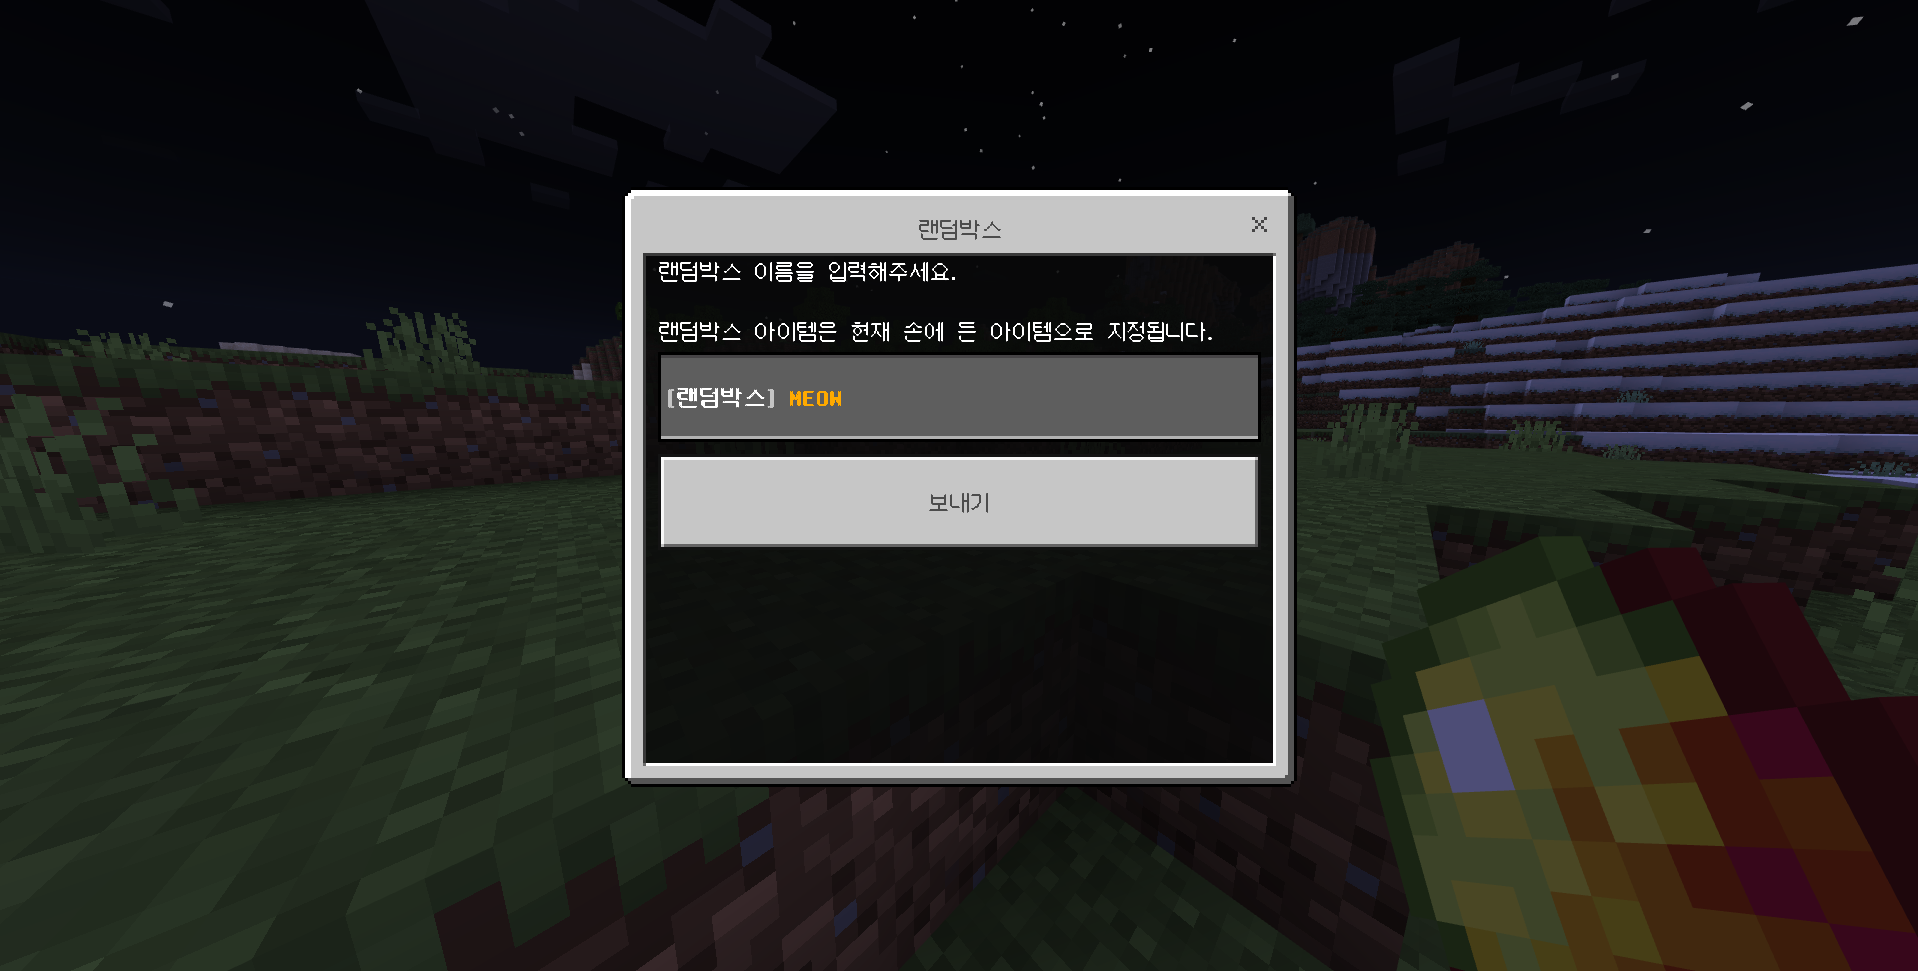 랜덤박스
랜덤박스 이름을 입력해주세요.
랜덤박스 아이템은 현재 손에 든 아이템으로 지정됩니다.
[랜덤박스] MEOW
보내기